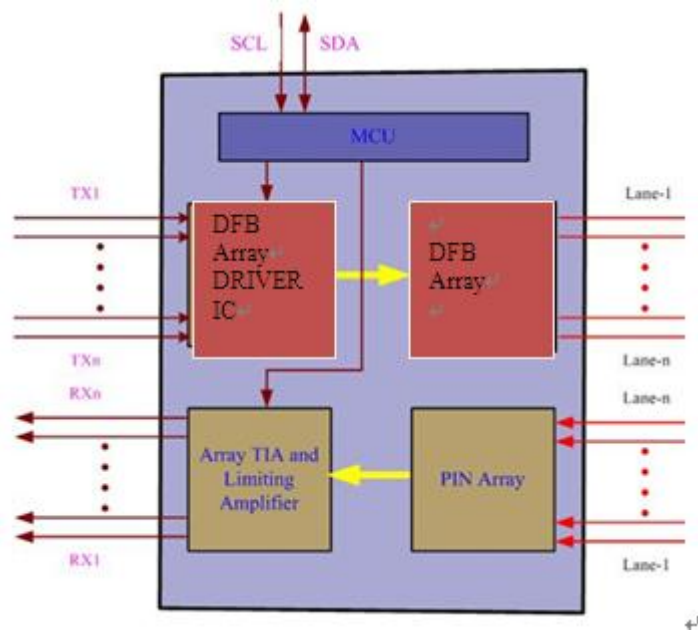 SCL SDA
MCU
TX1 Lane-1
DFB
Array
DRIVER
IC
DFB
Array
TXn Lane-n
RXn Lane-n
Array TIA and
Limiting
Amplifier
PIN Array
RX1 Lane-1